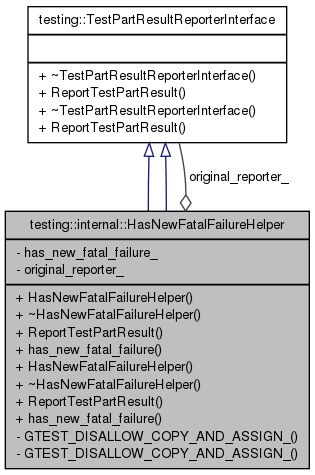 testing::TestPartResultReporterInterface
+ ~TestPartResultReporterInterface()
+ ReportTestPartResult()
+ ~TestPartResultReporterInterface()
+ ReportTestPartResult()
original_reporter_
testing::internal::HasNewFatalFailureHelper
- has_new_fatal_failure_
- original_reporter_
+ HasNewFatalFailureHelper()
+ ~HasNewFatalFailureHelper()
+ ReportTestPartResult()
+ has_new_fatal_failure()
+ HasNewFatalFailureHelper()
+ ~HasNewFatalFailureHelper()
+ ReportTestPartResult()
+ has_new_fatal_failure()
- GTEST_DISALLOW_COPY_AND_ASSIGN_()
- GTEST_DISALLOW_COPY_AND_ASSIGN_()